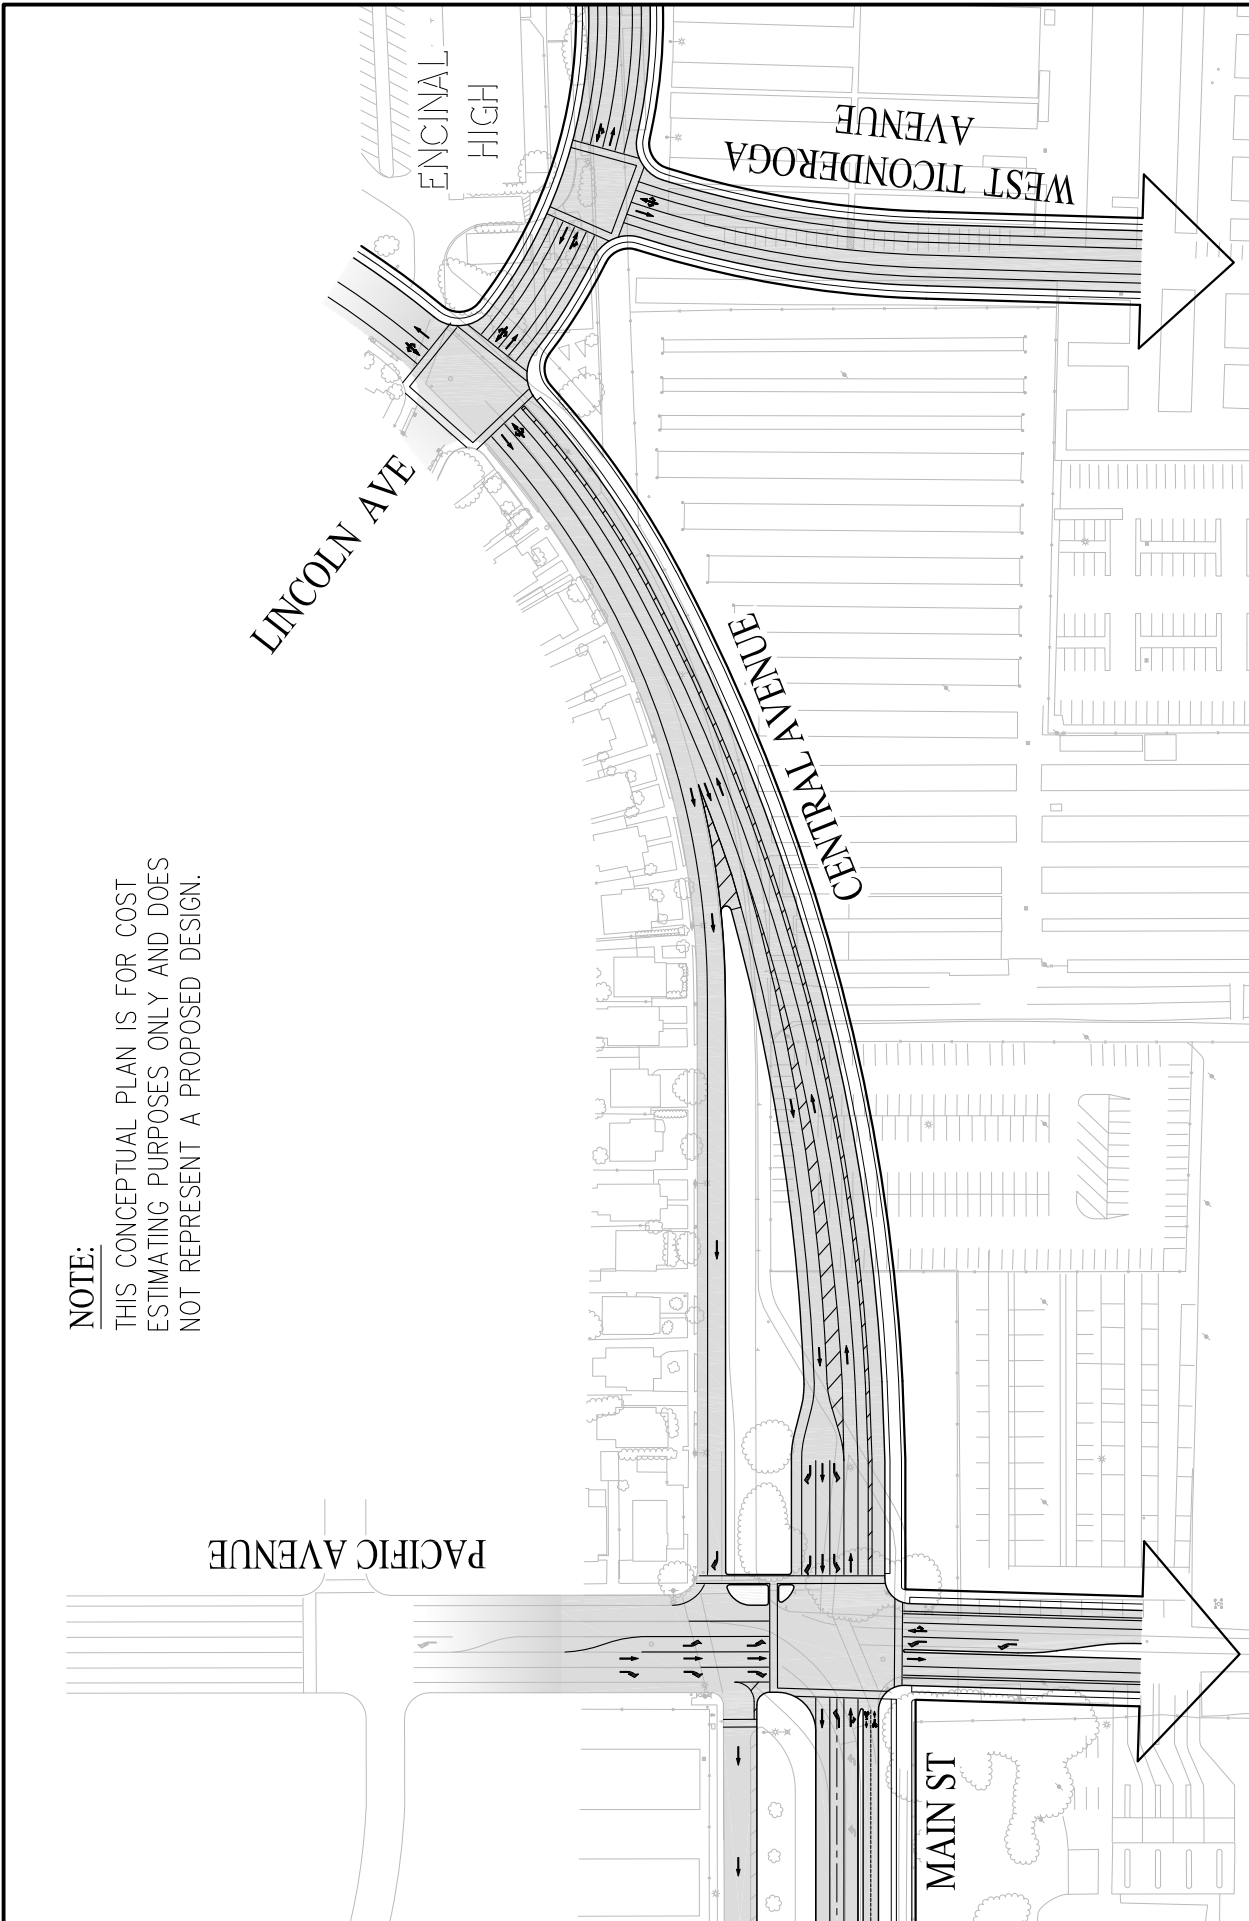 NOTE:
THIS CONCEPTUAL PLAN IS FOR COST
ESTIMATING PURPOSES ONLY AND DOES
NOT REPRESENT A PROPOSED DESIGN.
PACIFIC AVENUE
MAIN ST
CENTRAL AVENUE
LINCOLN AVE
ENCINAL
HIGH
WEST TICONDEROGA
AVENUE